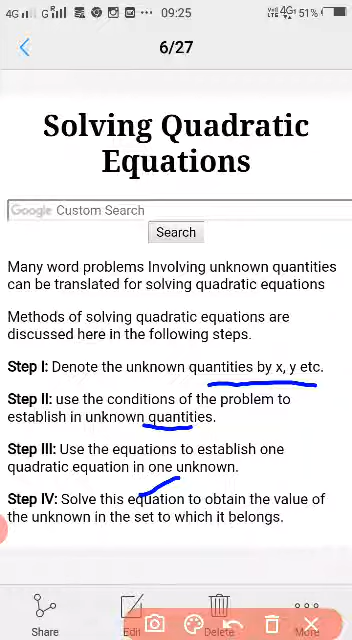 4G G R 09:25 VoLTE 4G 51%
6/27
Solving Quadratic
Equations
Google Custom Search
Search
Many word problems Involving unknown quantities
can be translated for solving quadratic equations
Methods of solving quadratic equations are
discussed here in the following steps.
Step I: Denote the unknown quantities by x, y etc.
Step II: use the conditions of the problem to
establish in unknown quantities.
Step III: Use the equations to establish one
quadratic equation in one unknown.
Step IV: Solve this equation to obtain the value of
the unknown in the set to which it belongs.
Share Edit Delete More